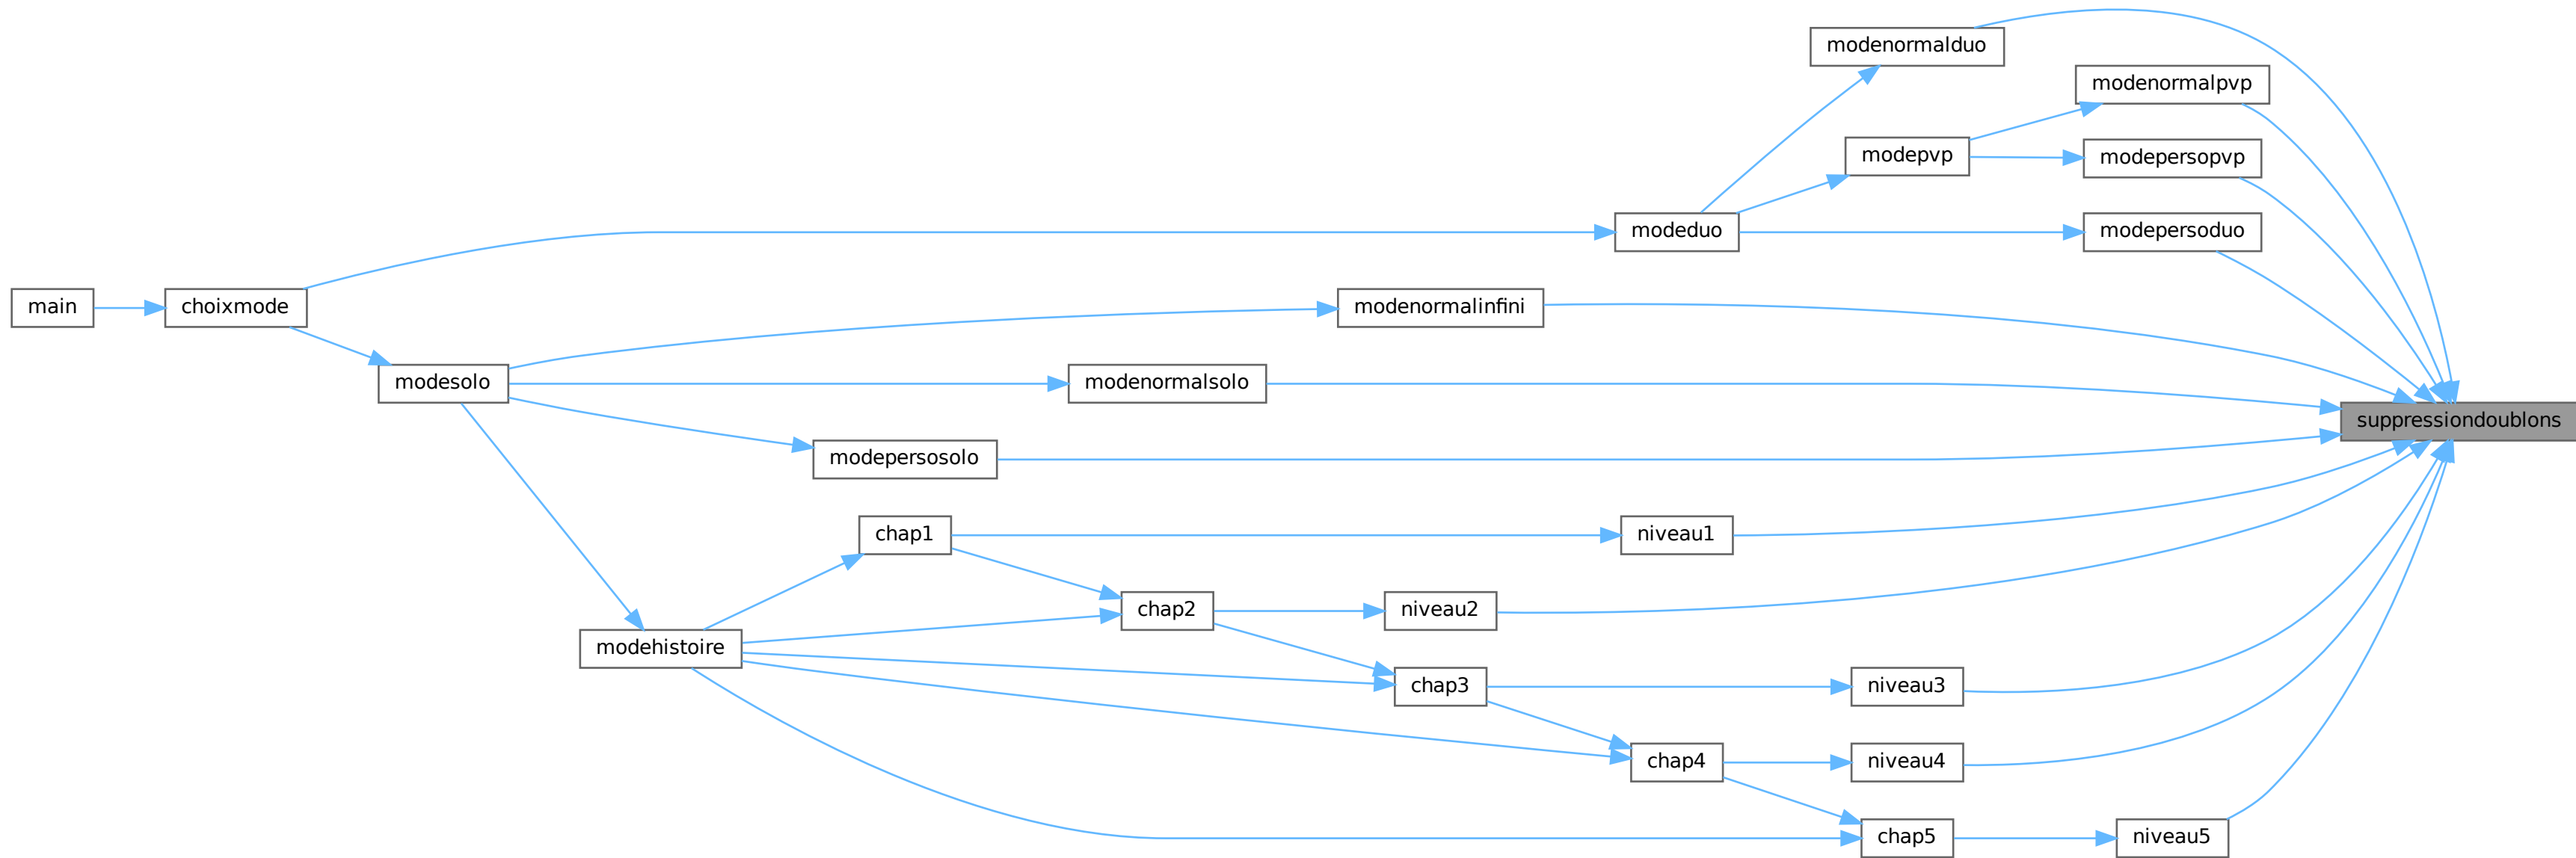 modenormalduo
modenormalpvp
modepvp
modepersopvp
modeduo
modepersoduo
main
choixmode
modenormalinfini
modesolo
modenormalsolo
suppressiondoublons
modepersosolo
chap1
niveau1
chap2
niveau2
modehistoire
chap3
niveau3
chap4
niveau4
chap5
niveau5